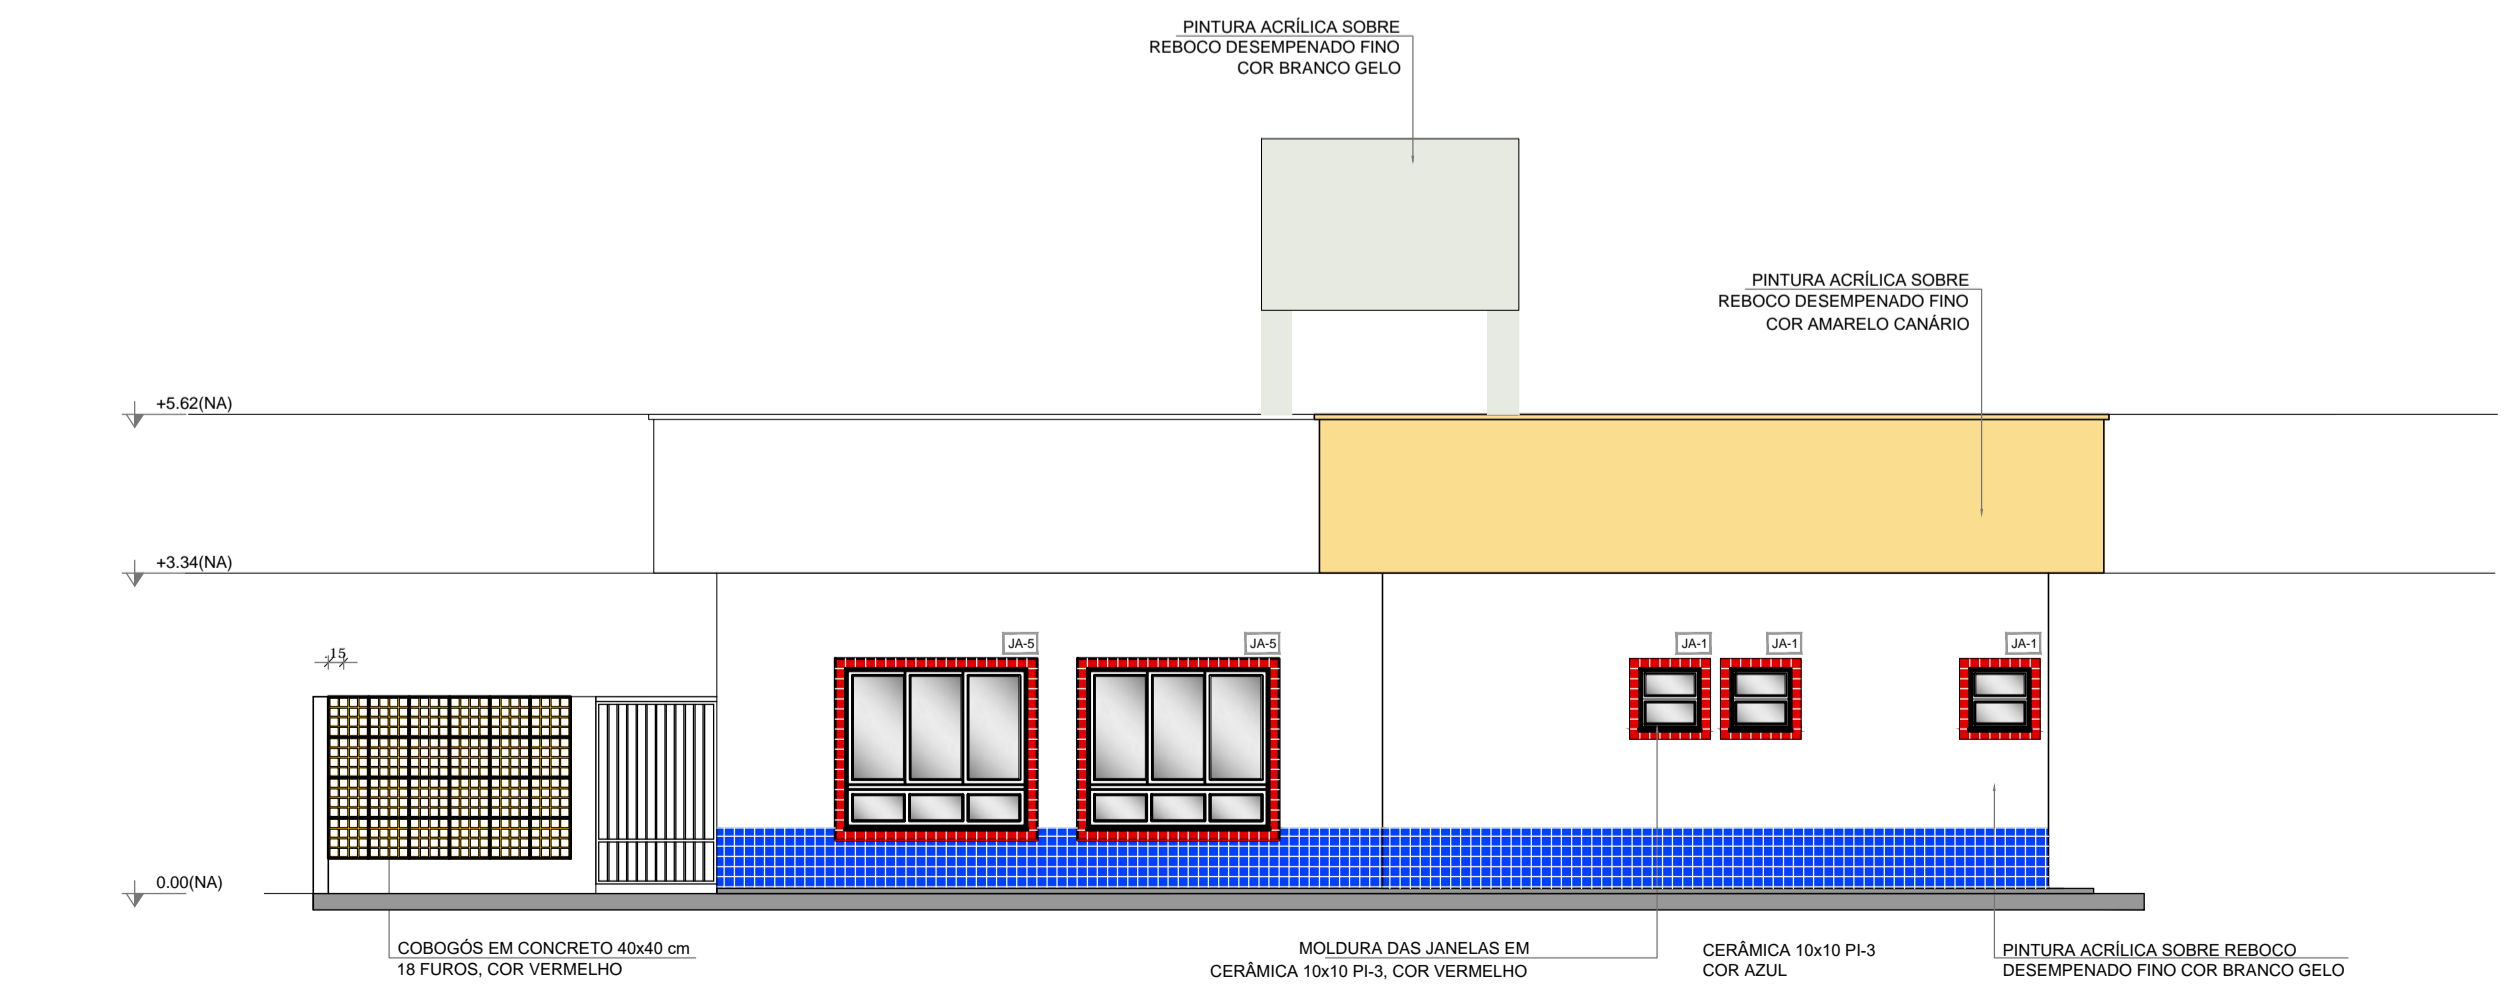 PINTURA ACRÍLICA SOBRE
REBOCO DESEMPENADO FINO
COR BRANCO GELO
PINTURA ACRÍLICA SOBRE
REBOCO DESEMPENADO FINO
COR AMARELO CANÁRIO
+5.62(NA)
+3.34(NA)
JA-5
JA-5
JA-1
JA-1
JA-1
.15
0.00(NA)
COBOGÓS EM CONCRETO 40x40 cm
18 FUROS, COR VERMELHO
MOLDURA DAS JANELAS EM
CERÂMICA 10x10 PI-3, COR VERMELHO
CERÂMICA 10x10 PI-3
COR AZUL
PINTURA ACRÍLICA SOBRE REBOCO
DESEMPENADO FINO COR BRANCO GELO